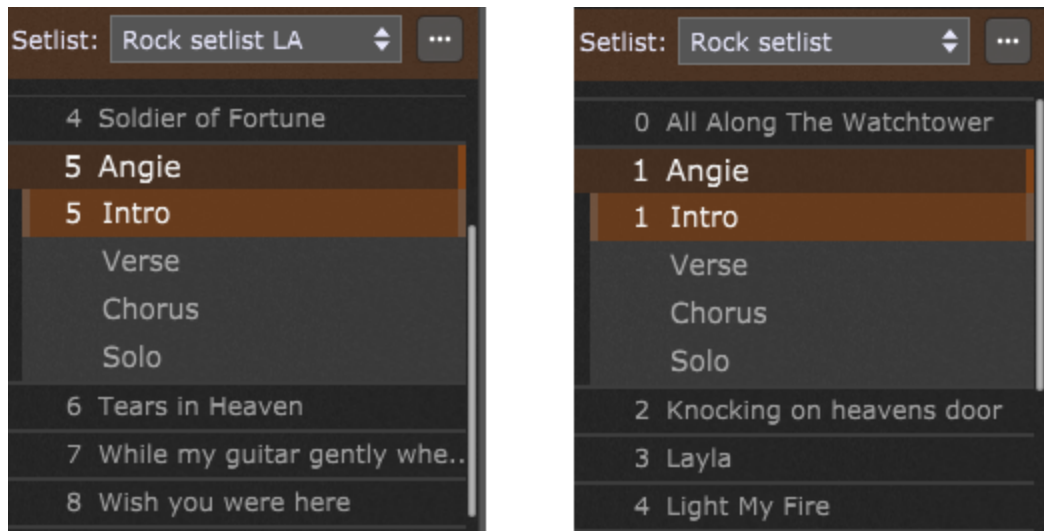 Setlist: Rock setlist LA ...
4 Soldier of Fortune
5 Angie
5 Intro
Verse
Chorus
Solo
6 Tears in Heaven
7 While my guitar gently whe..
8 Wish you were here
Setlist: Rock setlist ...
0 All Along The Watchtower
1 Angie
1 Intro
Verse
Chorus
Solo
2 Knocking on heavens door
3 Layla
4 Light My Fire